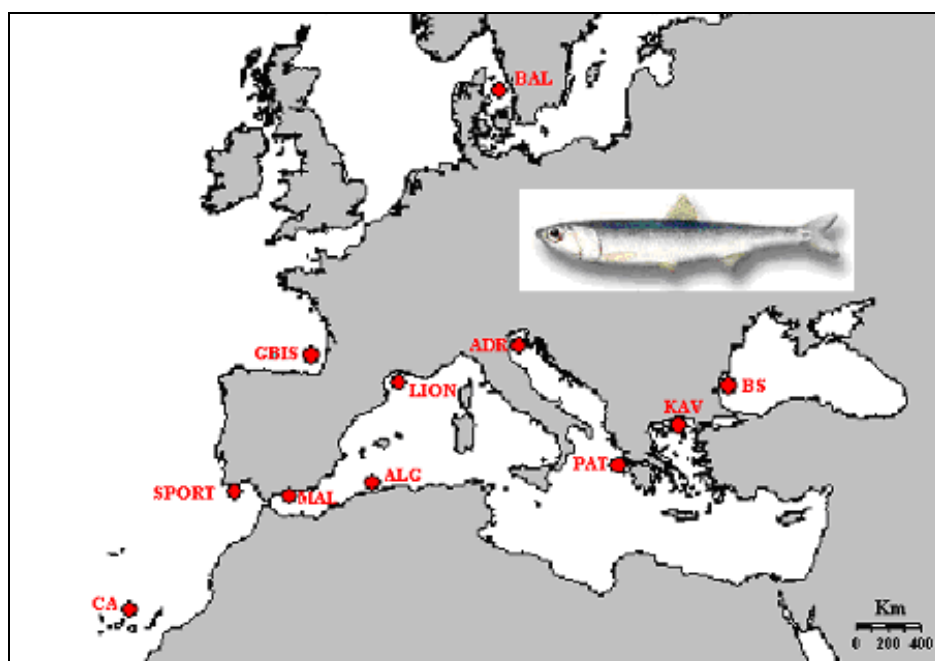 BAL
GBIS
ADR
LION
BS
KAV
PAT
ALG
SPORT
MAL
CA
Km
0 200 400